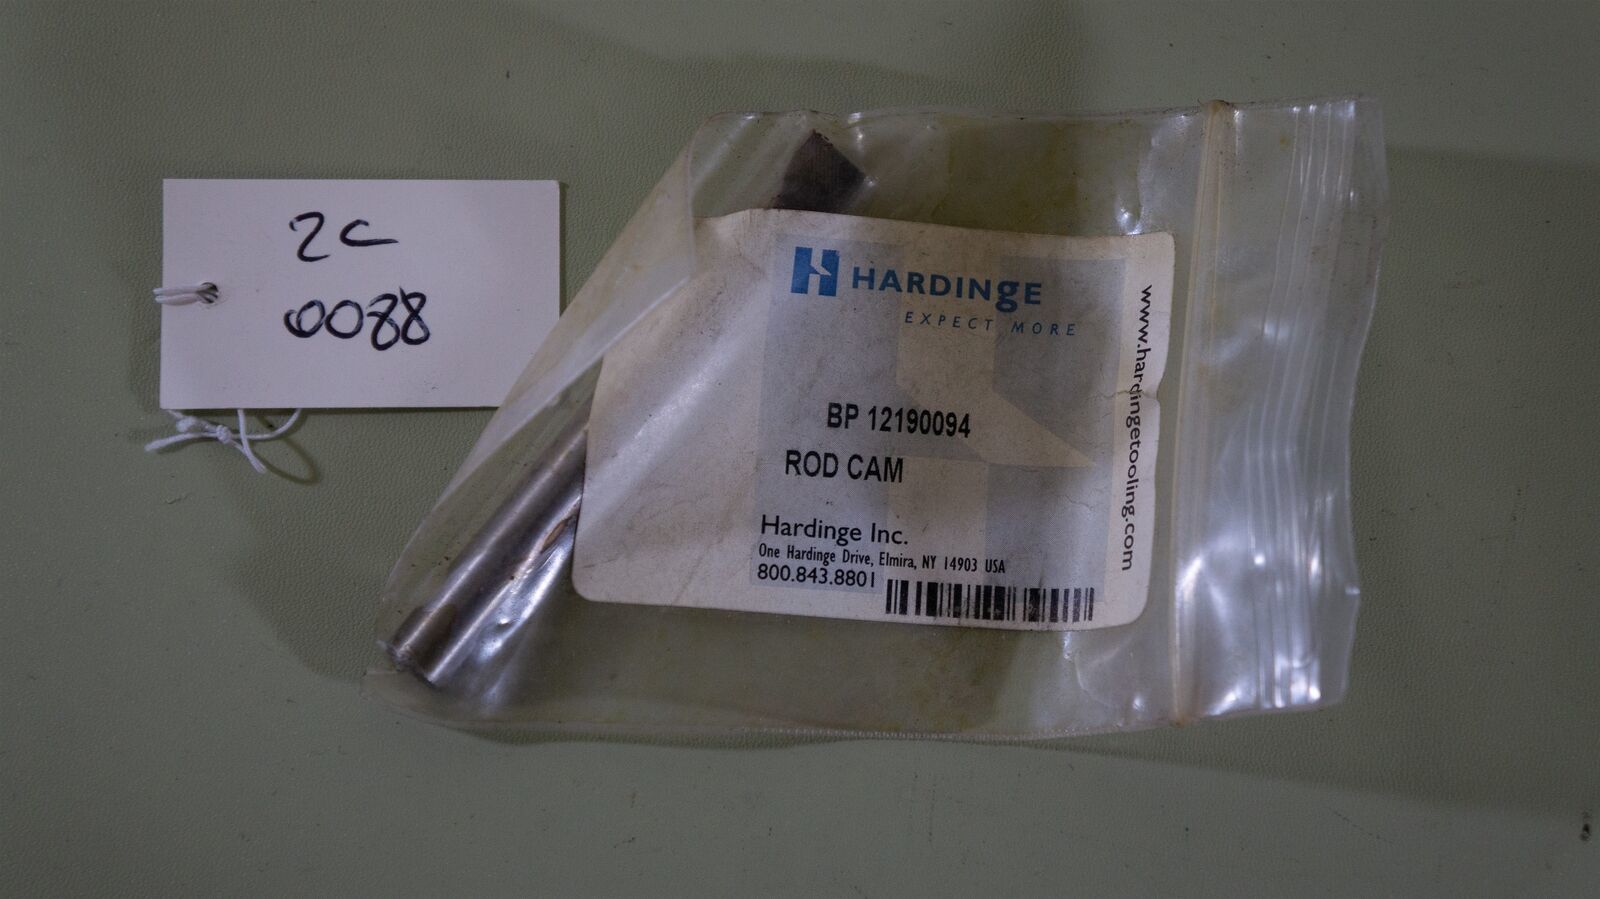 2C
0088
HARDINGE
EXPECT MORE
BP 12190094
ROD CAM
Hardinge Inc.
One Hardinge Drive, Elmira, NY 14903 USA
800.843.8801
www.hardingetooling.com